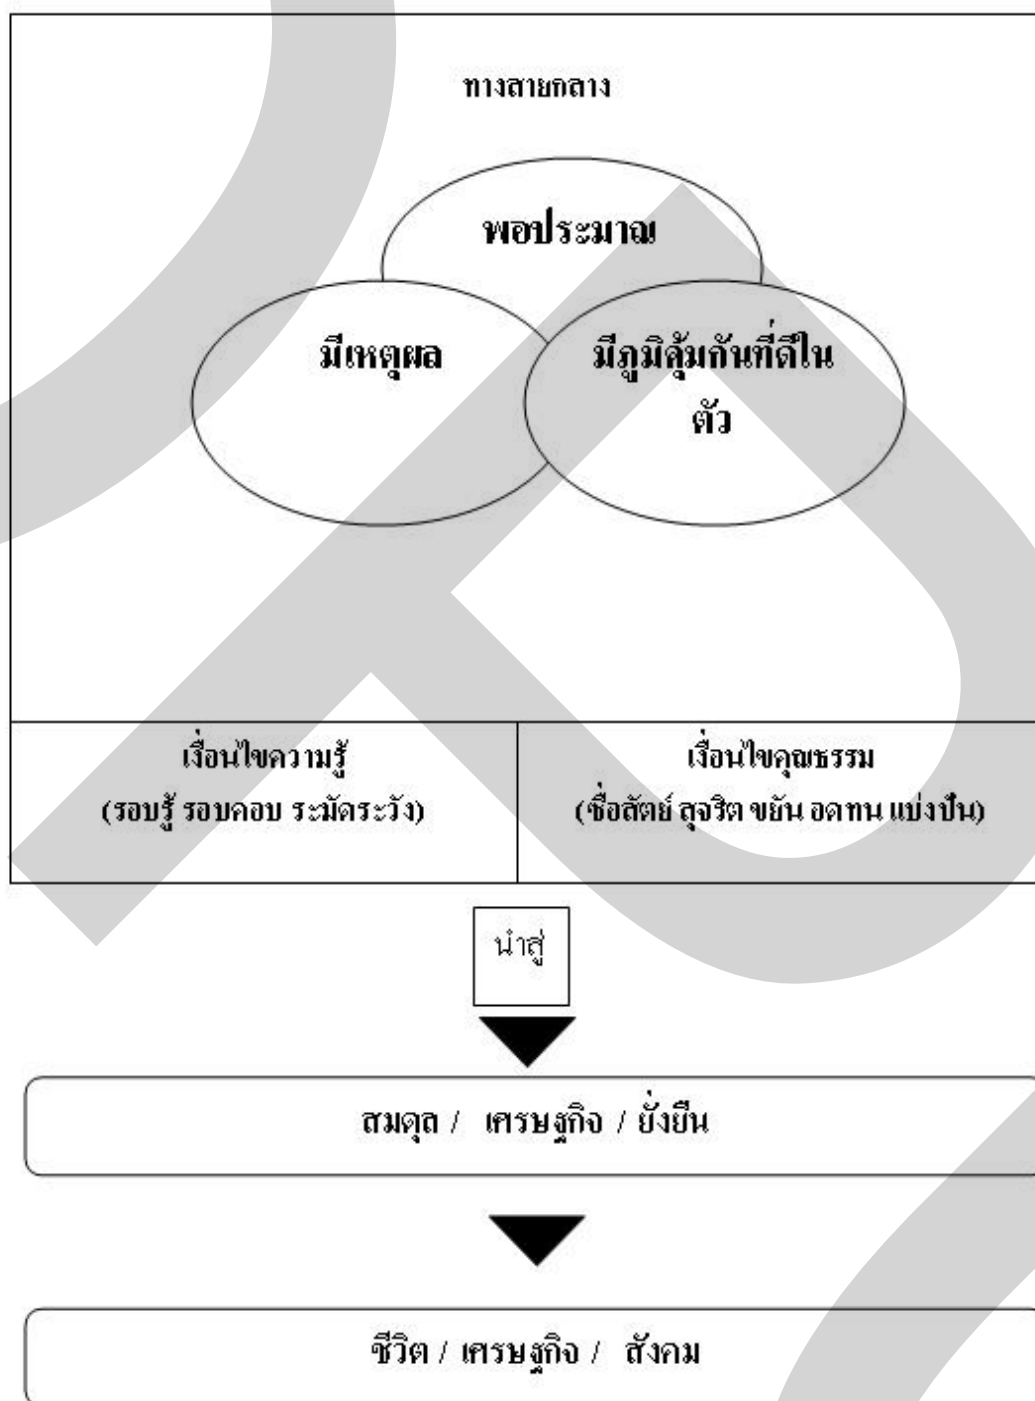 ทางสายกลาง
พอประมาณ
มีเหตุผล
มีภูมิคุ้มกันที่ดีใน
ตัว
เงื่อนไขความรู้
(รอบรู้ รอบคอบ ระมัดระวัง)
เงื่อนไขคุณธรรม
(ซื่อสัตย์ สุจริต ขยัน อดทน แบ่งปัน)
นำสู่
สมดุล / เศรษฐกิจ / ยั่งยืน
ชีวิต / เศรษฐกิจ / สังคม